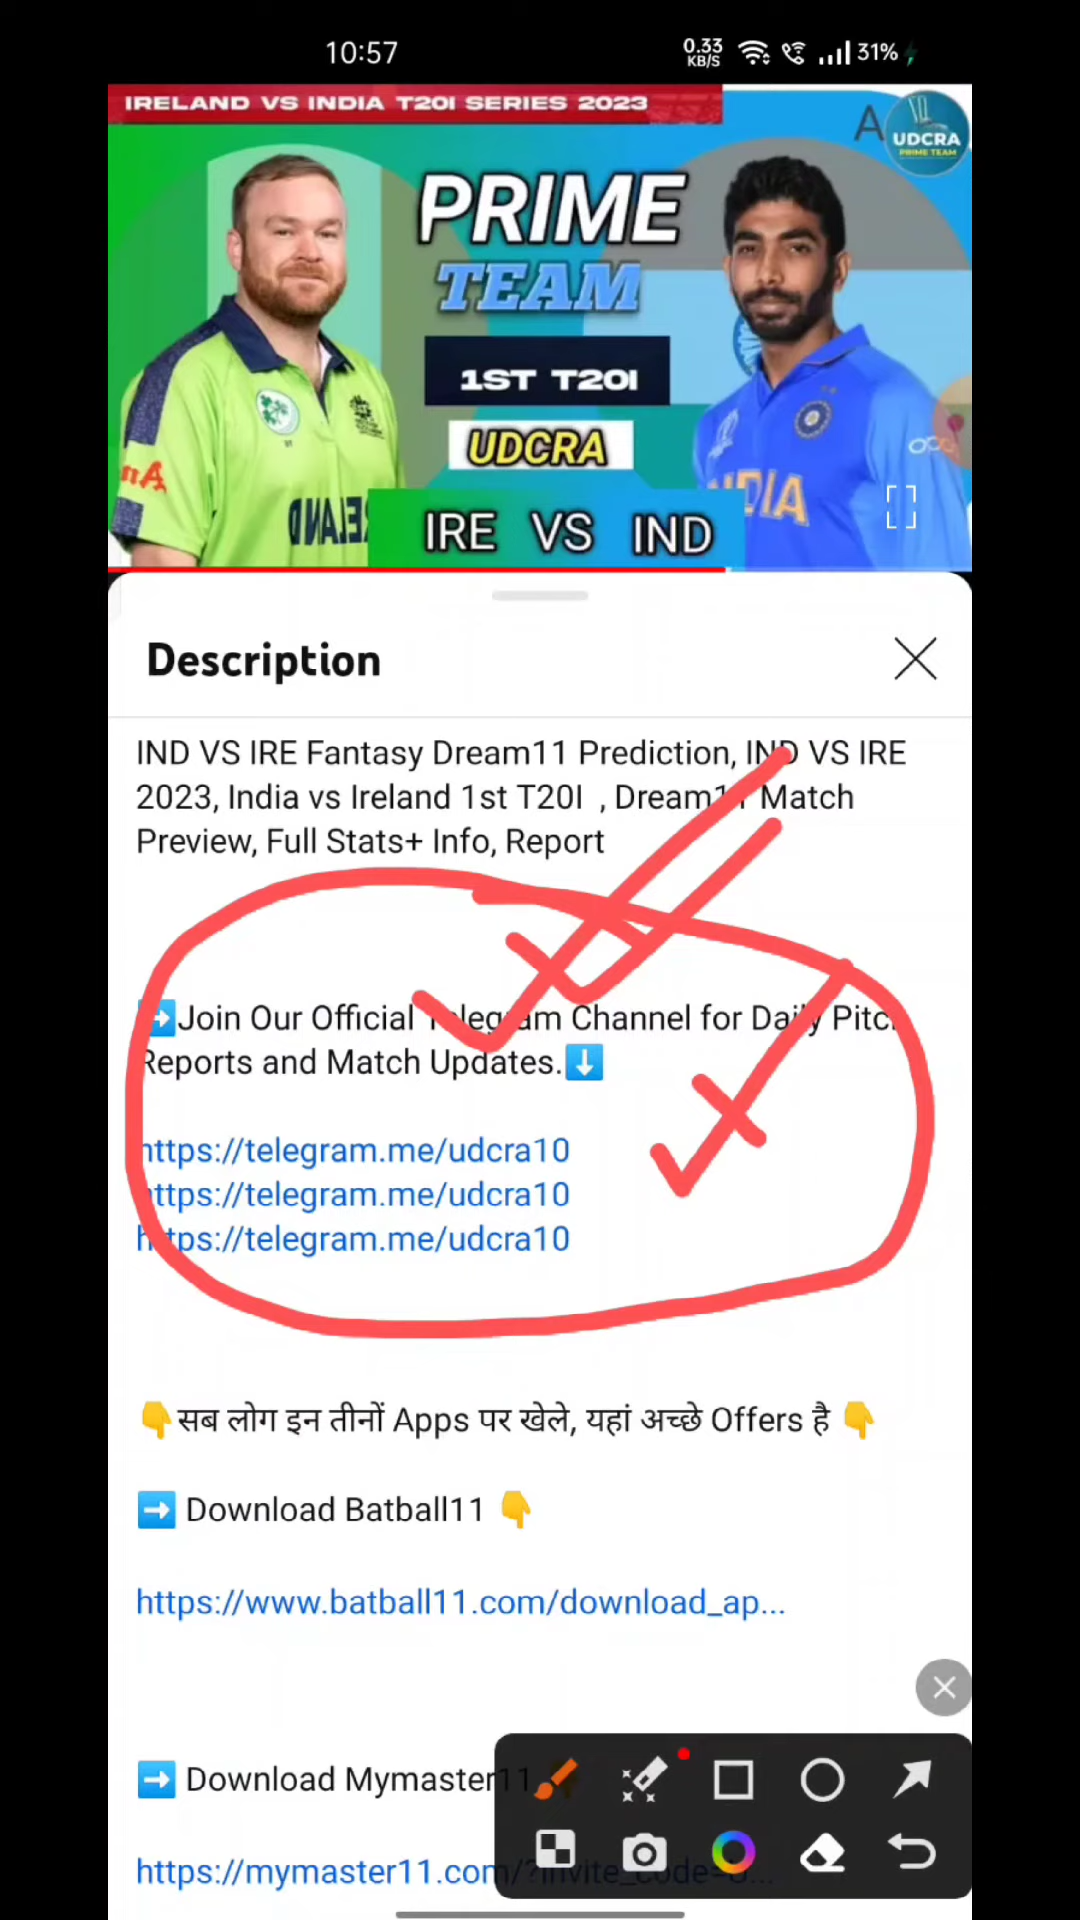 10:57
0.33
KB/S
31%
IRELAND VS INDIA T20I SERIES 2023
A
UDCRA
PRIME TEAM
PRIME
TEAM
1ST T20I
UDCRA
IRE VS IND
Description
IND VS IRE Fantasy Dream11 Prediction, IND VS IRE
2023, India vs Ireland 1st T20I , Dream11 Match
Preview, Full Stats+ Info, Report
➡️Join Our Official Telegram Channel for Daily Pitch
Reports and Match Updates.⬇️
https://telegram.me/udcra10
https://telegram.me/udcra10
https://telegram.me/udcra10
👇सब लोग इन तीनों Apps पर खेले, यहां अच्छे Offers है 👇
➡️ Download Batball11 👇
https://www.batball11.com/download_ap...
➡️ Download Mymaster11
https://mymaster11.com/?invite_code=